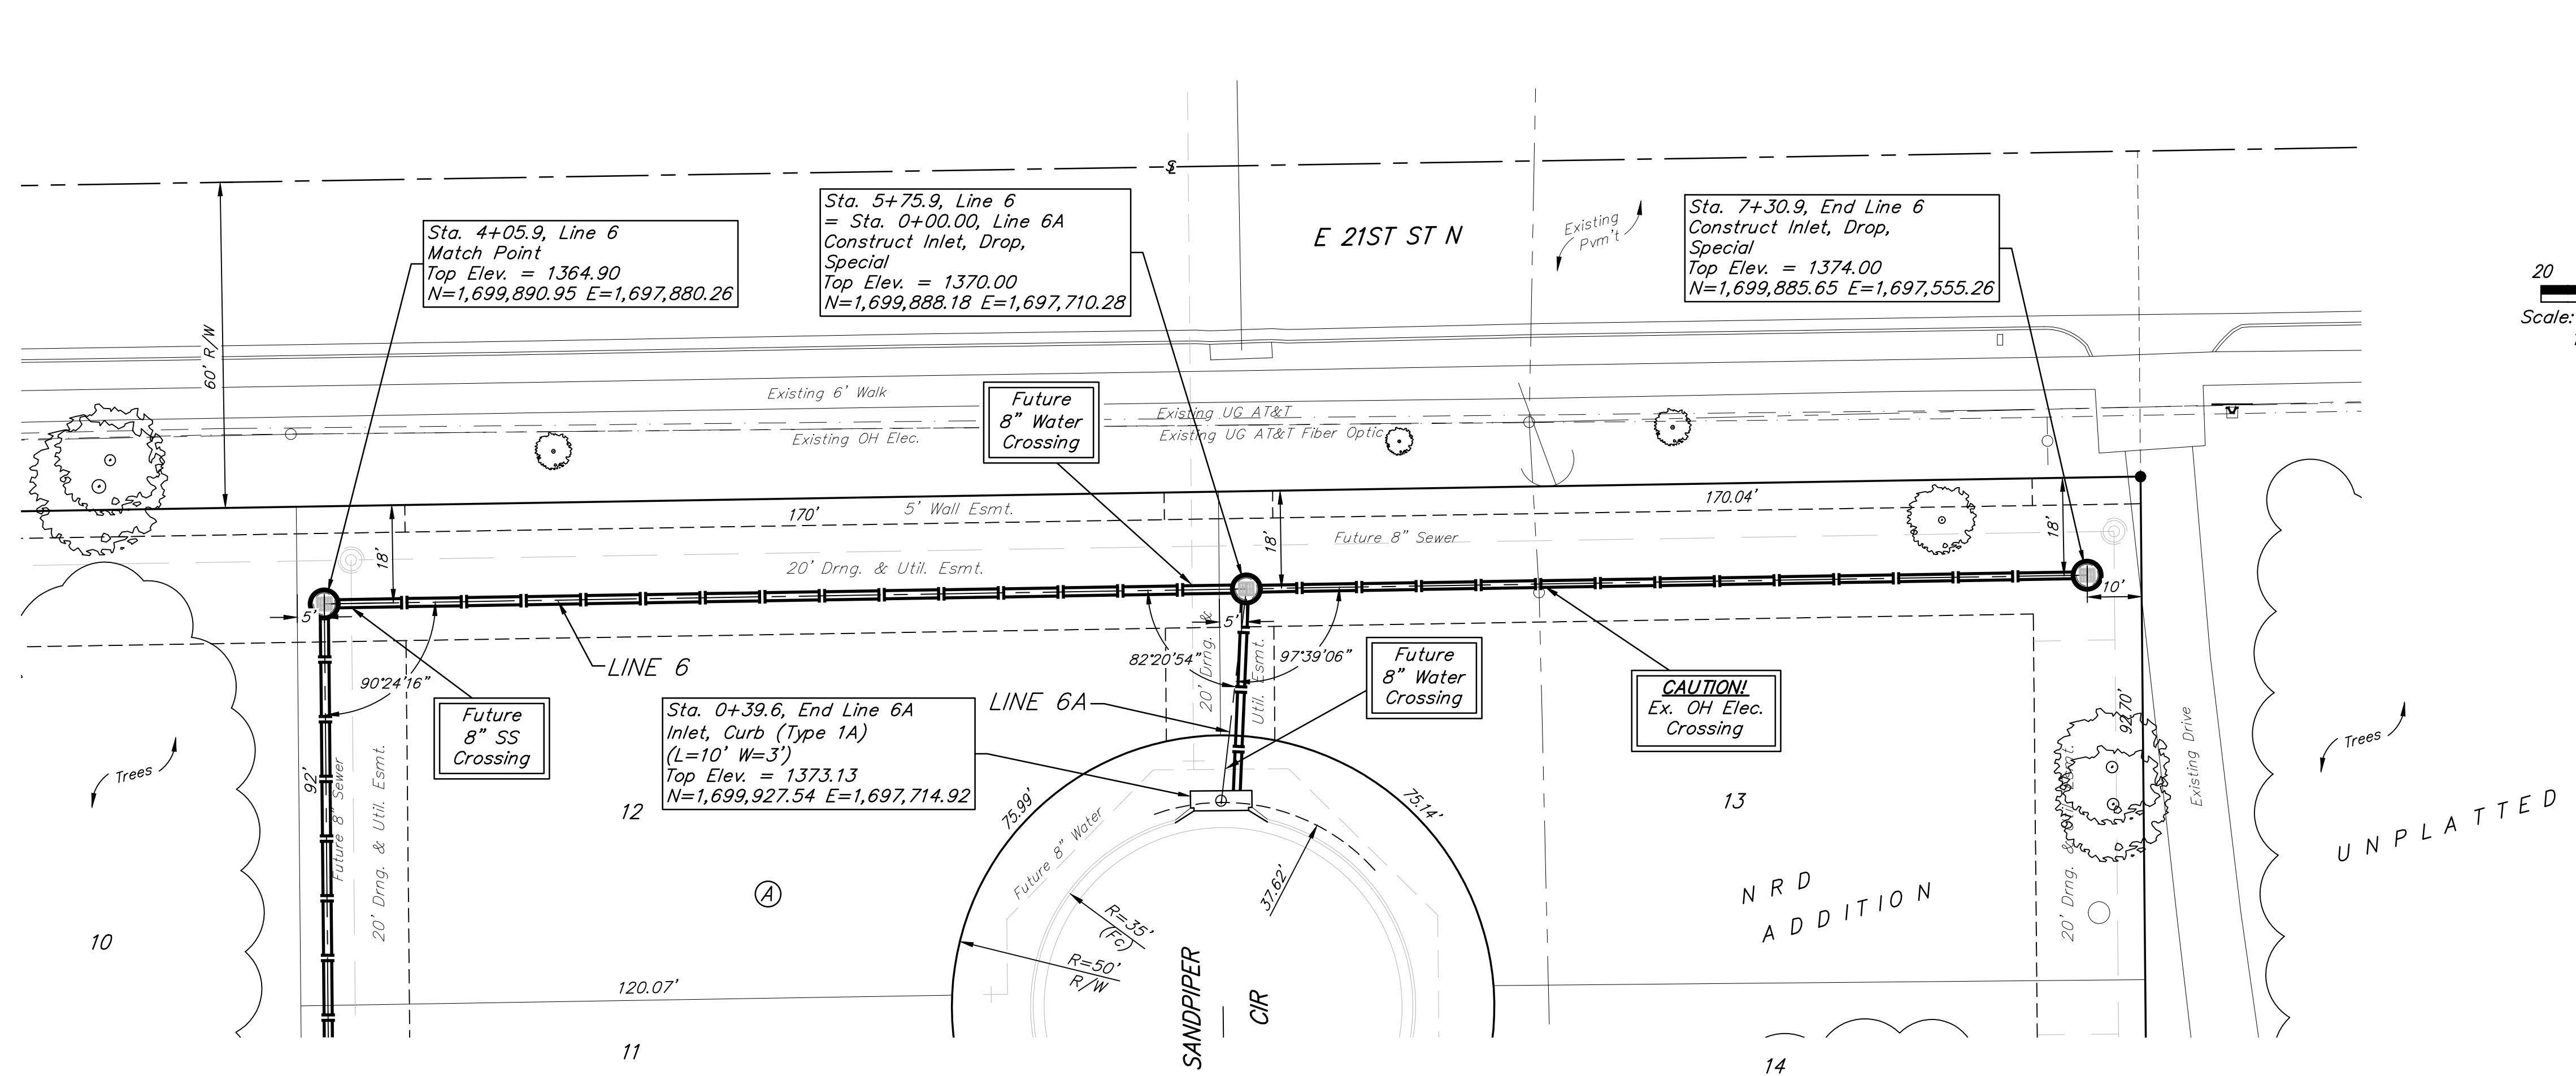 Sta. 4+05.9, Line 6
Match Point
Top Elev. = 1364.90
N=1,699,890.95 E=1,697,880.26
Sta. 5+75.9, Line 6
= Sta. 0+00.00, Line 6A
Construct Inlet, Drop,
Special
Top Elev. = 1370.00
N=1,699,888.18 E=1,697,710.28
E 21ST ST N
Existing
Pvm't
Sta. 7+30.9, End Line 6
Construct Inlet, Drop,
Special
Top Elev. = 1374.00
N=1,699,885.65 E=1,697,555.26
20
Scale:
60' R/W
Existing 6' Walk
Existing OH Elec.
Future
8" Water
Crossing
Existing UG AT&T
Existing UG AT&T Fiber Optic
170'
5' Wall Esmt.
170.04'
18'
18'
18'
Future 8" Sewer
20' Drng. & Util. Esmt.
5'
5'
10'
LINE 6
90°24'16"
82°20'54"
97°39'06"
20' Drng. &
Util. Esmt.
Future
8" SS
Crossing
Sta. 0+39.6, End Line 6A
Inlet, Curb (Type 1A)
(L=10' W=3')
Top Elev. = 1373.13
N=1,699,927.54 E=1,697,714.92
LINE 6A
Future
8" Water
Crossing
CAUTION!
Ex. OH Elec.
Crossing
92.70'
Existing Drive
Trees
Trees
92'
Future 8" Sewer
20' Drng. & Util. Esmt.
12
75.99'
75.14'
13
Future 8" Water
37.62'
R=35'
(Fc)
R=50'
R/W
A
NRD
ADDITION
20' Drng. & Util. Esmt.
UNPLATTED
10
120.07'
SANDPIPER
CIR
11
14